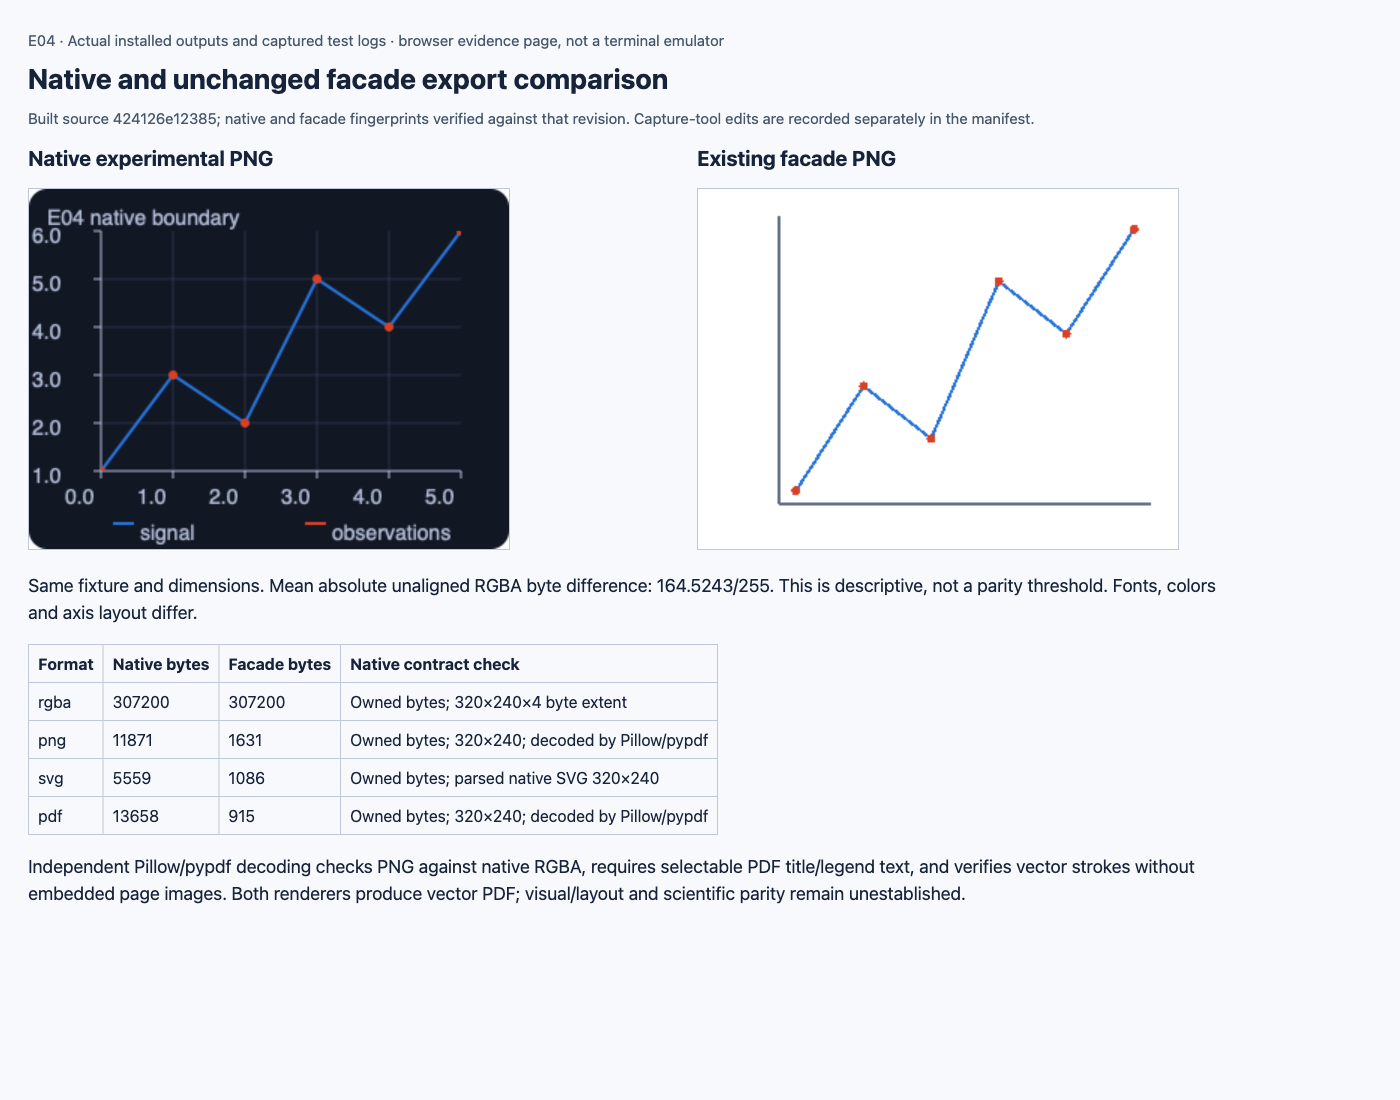 E04 · Actual installed outputs and captured test logs · browser evidence page, not a terminal emulator
Native and unchanged facade export comparison
Built source 424126e12385; native and facade fingerprints verified against that revision. Capture-tool edits are recorded separately in the manifest.
Native experimental PNG
Existing facade PNG
E04 native boundary
6.0
5.0
4.0
3.0
2.0
1.0
0.0 1.0 2.0 3.0 4.0 5.0
signal observations
Same fixture and dimensions. Mean absolute unaligned RGBA byte difference: 164.5243/255. This is descriptive, not a parity threshold. Fonts, colors
and axis layout differ.
Format Native bytes Facade bytes Native contract check
rgba 307200 307200 Owned bytes; 320×240×4 byte extent
png 11871 1631 Owned bytes; 320×240; decoded by Pillow/pypdf
svg 5559 1086 Owned bytes; parsed native SVG 320×240
pdf 13658 915 Owned bytes; 320×240; decoded by Pillow/pypdf
Independent Pillow/pypdf decoding checks PNG against native RGBA, requires selectable PDF title/legend text, and verifies vector strokes without
embedded page images. Both renderers produce vector PDF; visual/layout and scientific parity remain unestablished.